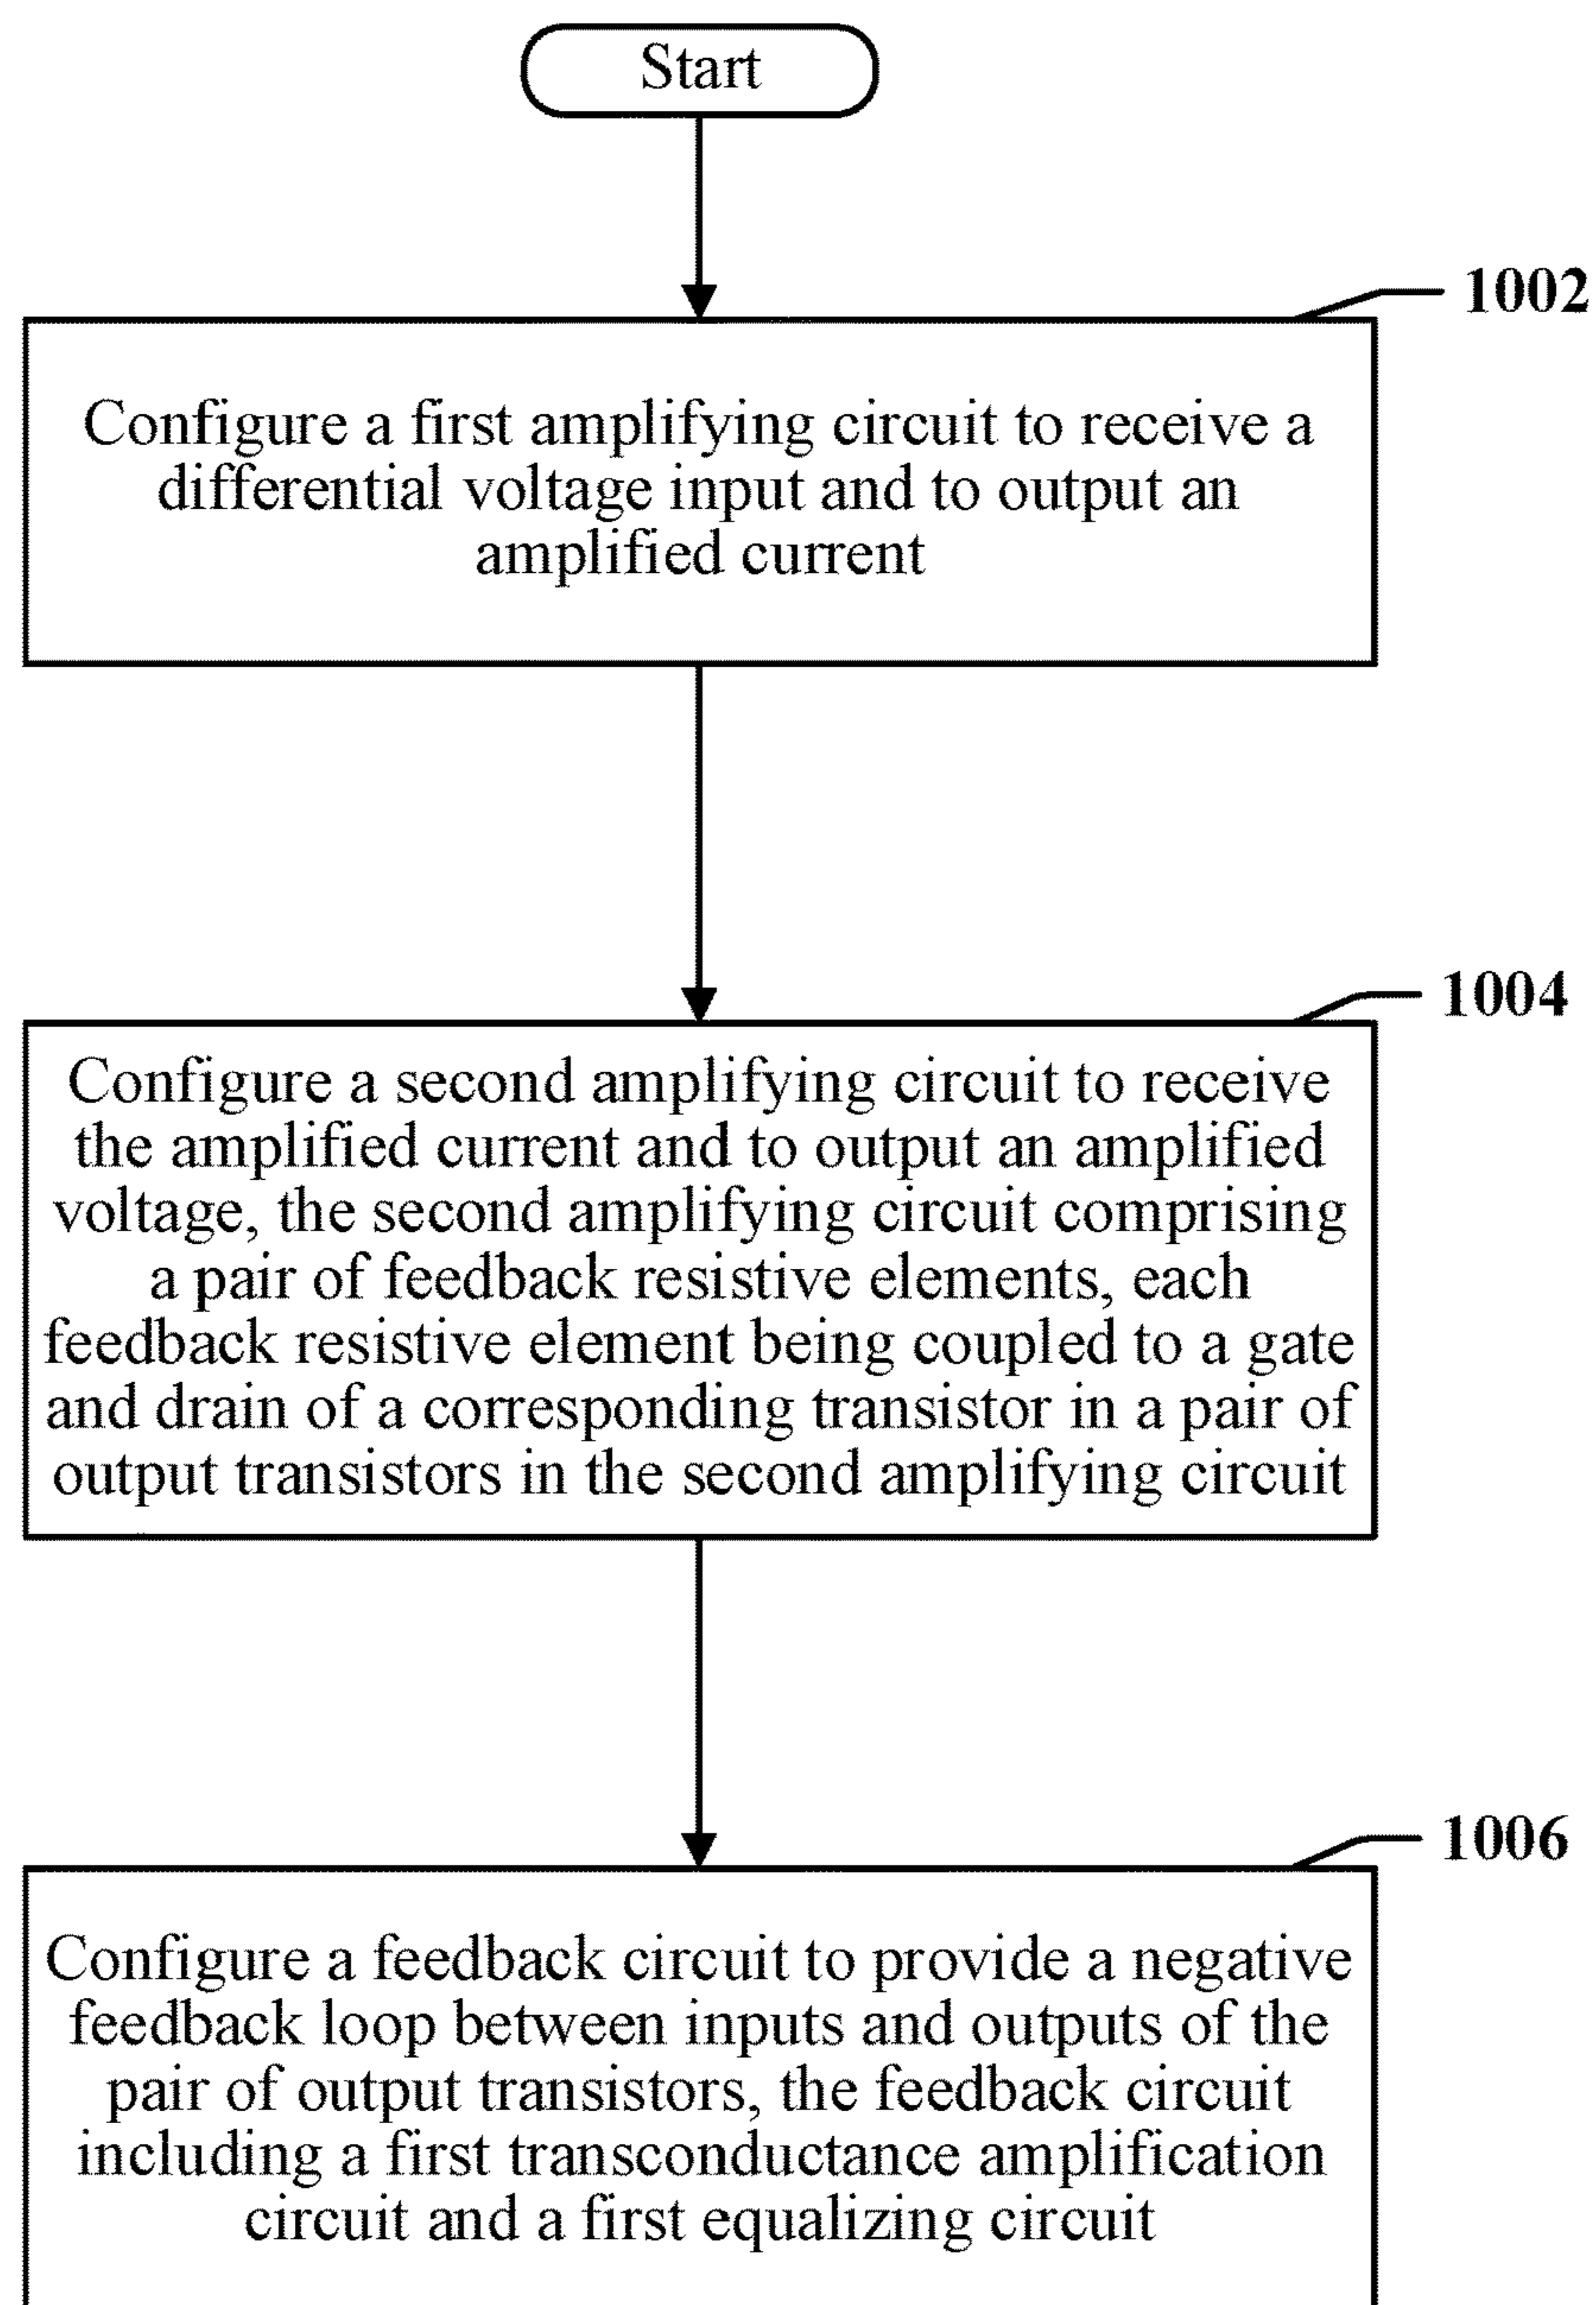 Start
1002
Configure a first amplifying circuit to receive a
differential voltage input and to output an
amplified current
1004
Configure a second amplifying circuit to receive
the amplified current and to output an amplified
voltage, the second amplifying circuit comprising
a pair of feedback resistive elements, each
feedback resistive element being coupled to a gate
and drain of a corresponding transistor in a pair of
output transistors in the second amplifying circuit
1006
Configure a feedback circuit to provide a negative
feedback loop between inputs and outputs of the
pair of output transistors, the feedback circuit
including a first transconductance amplification
circuit and a first equalizing circuit